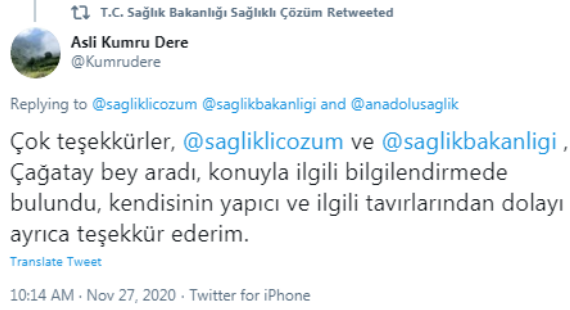 T.C. Sağlık Bakanlığı Sağlıklı Çözüm Retweeted
Asli Kumru Dere
@Kumrudere
Replying to @sagliklicozum @saglikbakanligi and @anadolusaglik
Çok teşekkürler, @sagliklicozum ve @saglikbakanligi ,
Çağatay bey aradı, konuyla ilgili bilgilendirmede
bulundu, kendisinin yapıcı ve ilgili tavırlarından dolayı
ayrıca teşekkür ederim.
Translate Tweet
10:14 AM · Nov 27, 2020 · Twitter for iPhone